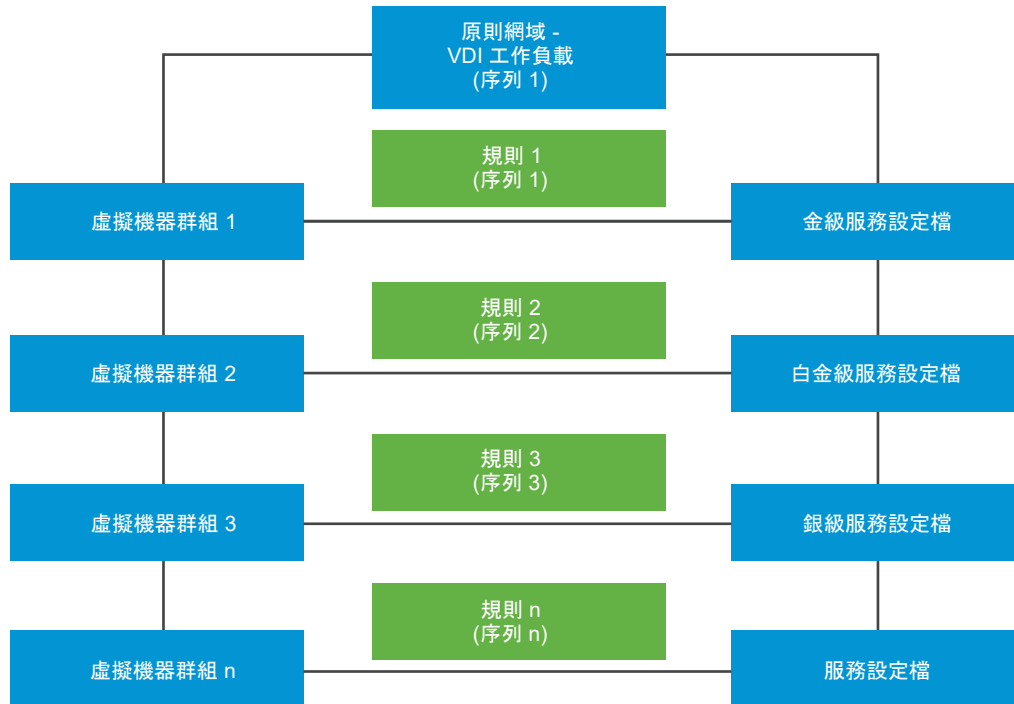 原則網域 -
VDI 工作負載
(序列 1)
規則 1
(序列 1)
虛擬機器群組 1
金級服務設定檔
規則 2
(序列 2)
虛擬機器群組 2
白金級服務設定檔
規則 3
(序列 3)
虛擬機器群組 3
銀級服務設定檔
規則 n
(序列 n)
虛擬機器群組 n
服務設定檔